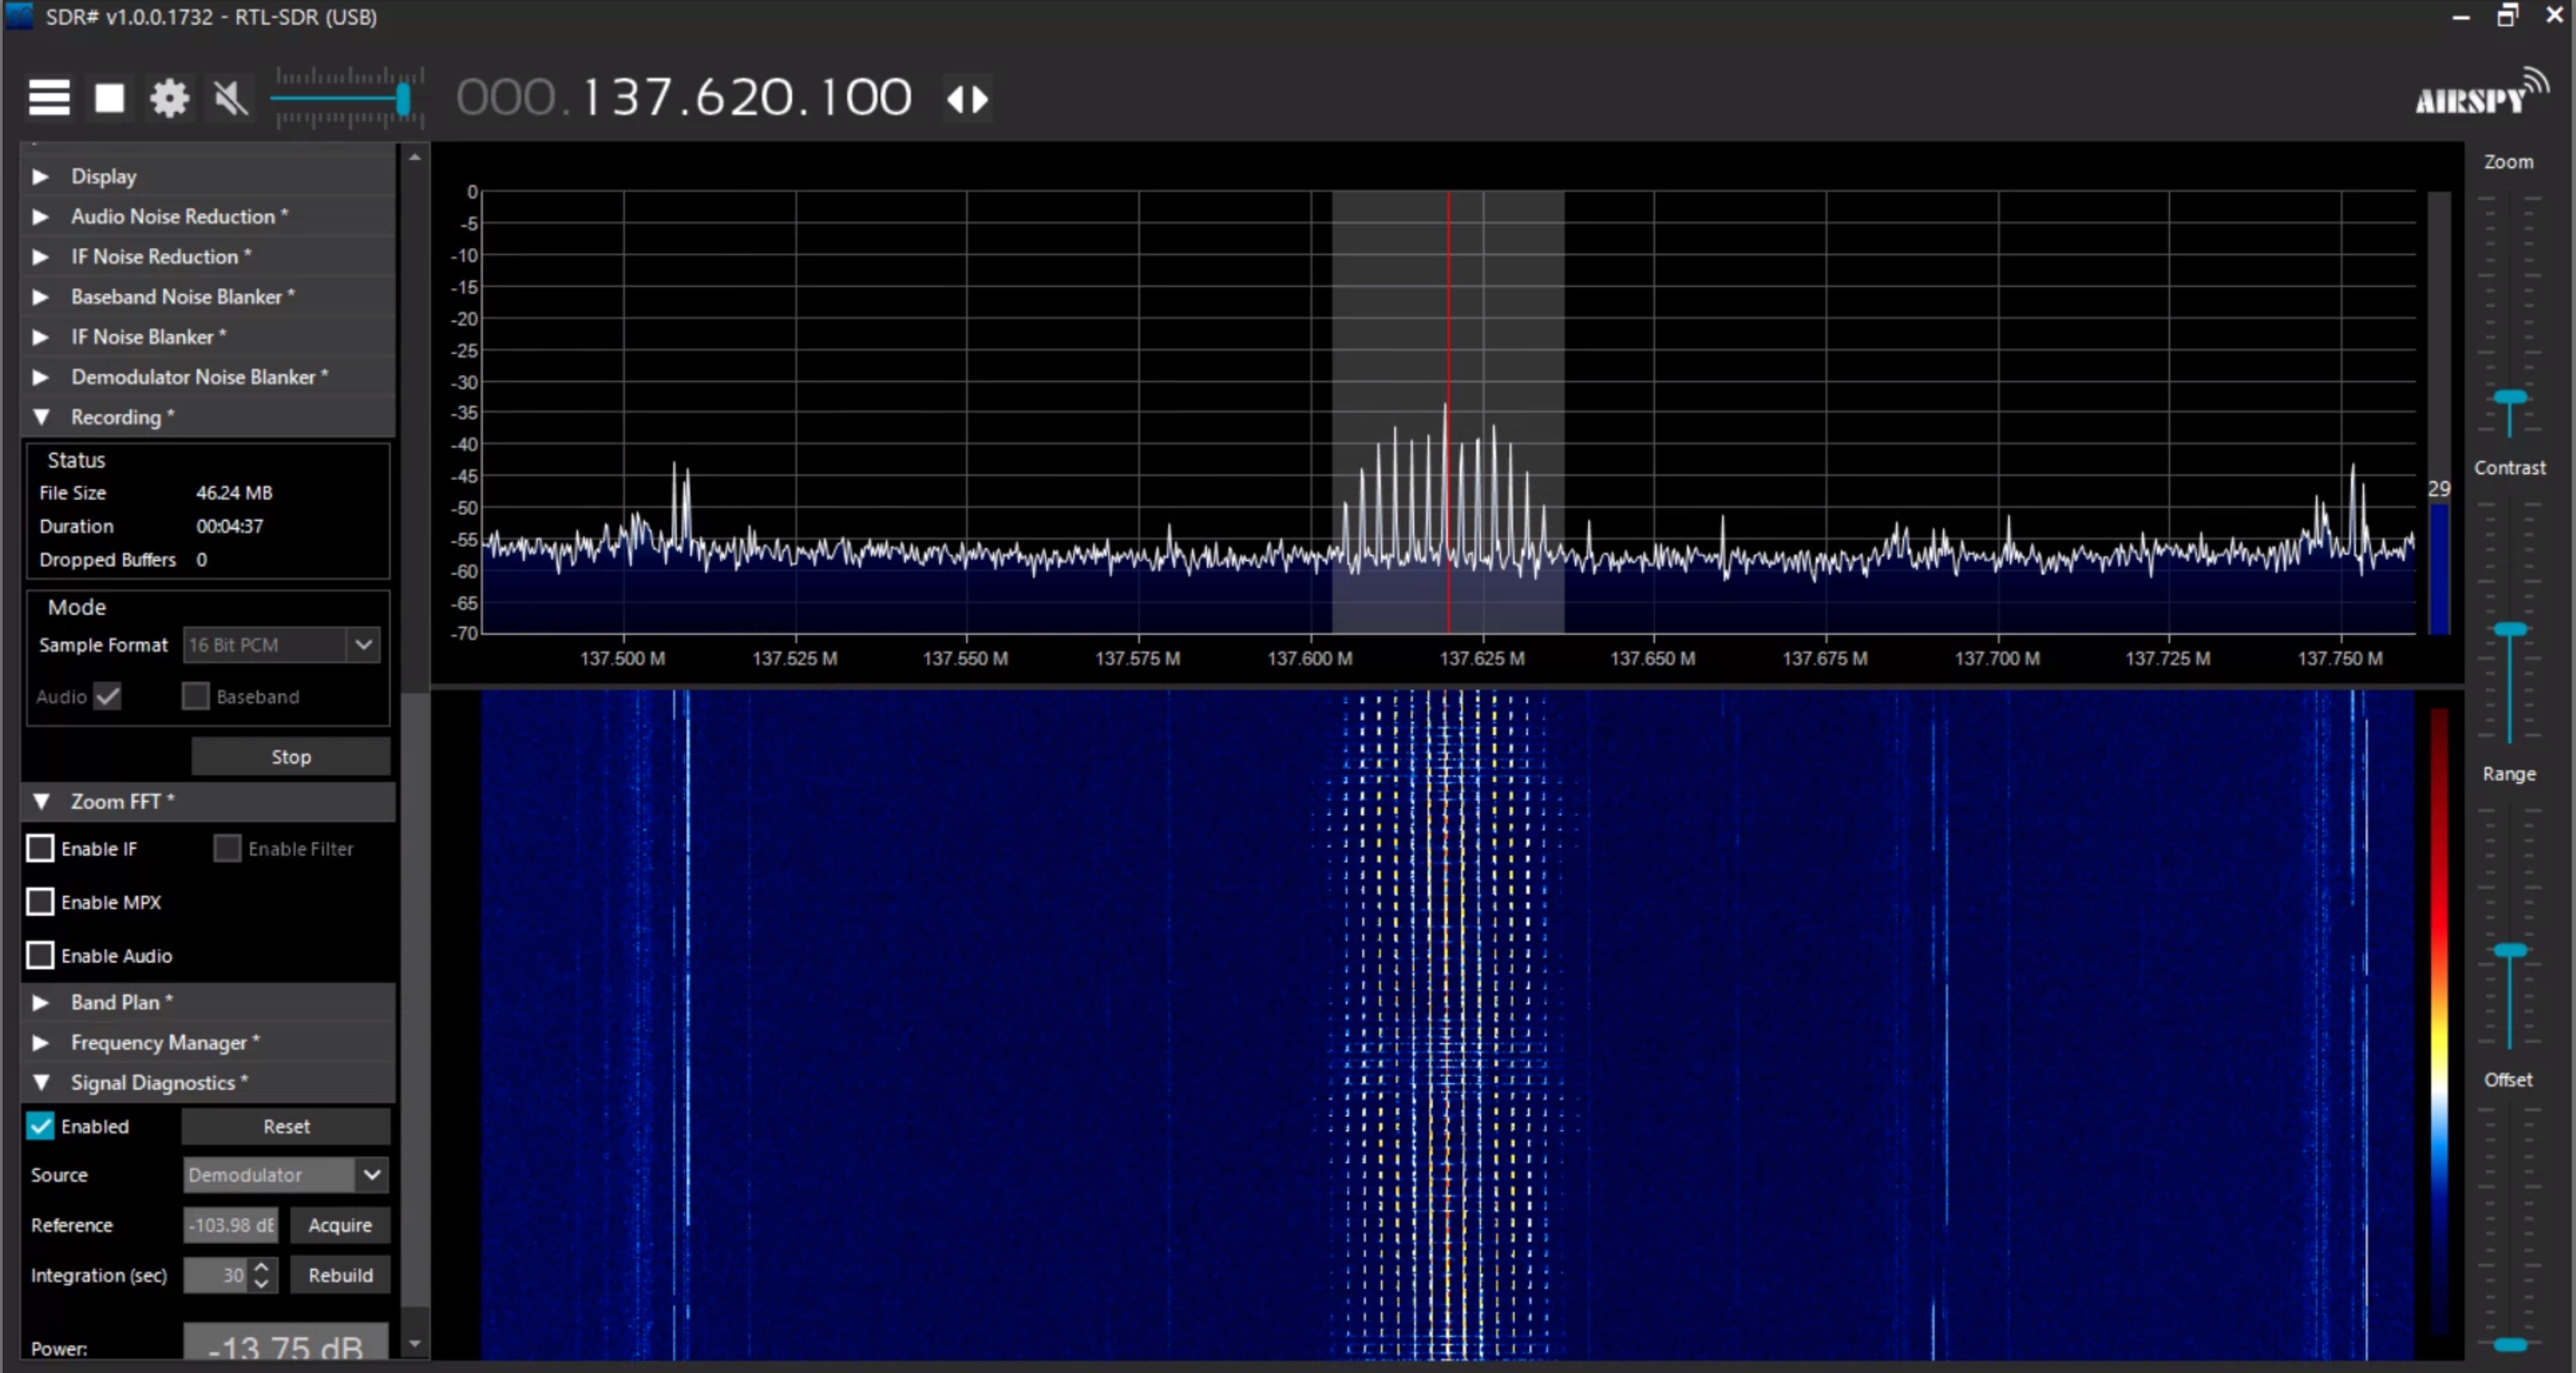 SDR# v1.0.0.1732 - RTL-SDR (USB)
000.137.620.100
AIRSPY
Display
Audio Noise Reduction *
IF Noise Reduction *
Baseband Noise Blanker *
IF Noise Blanker *
Demodulator Noise Blanker *
Recording *
Status
File Size 46.24 MB
Duration 00:04:37
Dropped Buffers 0
Mode
Sample Format 16 Bit PCM
Audio Baseband
Stop
Zoom FFT *
Enable IF Enable Filter
Enable MPX
Enable Audio
Band Plan *
Frequency Manager *
Signal Diagnostics *
Enabled Reset
Source Demodulator
Reference -103.98 dB Acquire
Integration (sec) 30 Rebuild
Power: -13.75 dB
0
-5
-10
-15
-20
-25
-30
-35
-40
-45
-50
-55
-60
-65
-70
137.500 M 137.525 M 137.550 M 137.575 M 137.600 M 137.625 M 137.650 M 137.675 M 137.700 M 137.725 M 137.750 M
29
Zoom
Contrast
Range
Offset